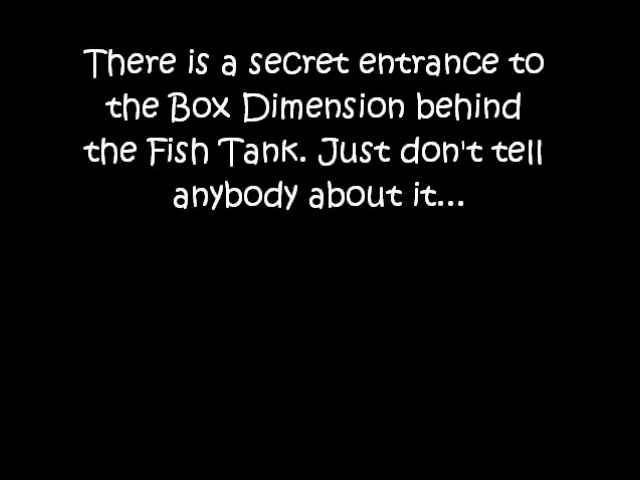 There is a secret entrance to
the Box Dimension behind
the Fish Tank. Just don't tell
anybody about it...